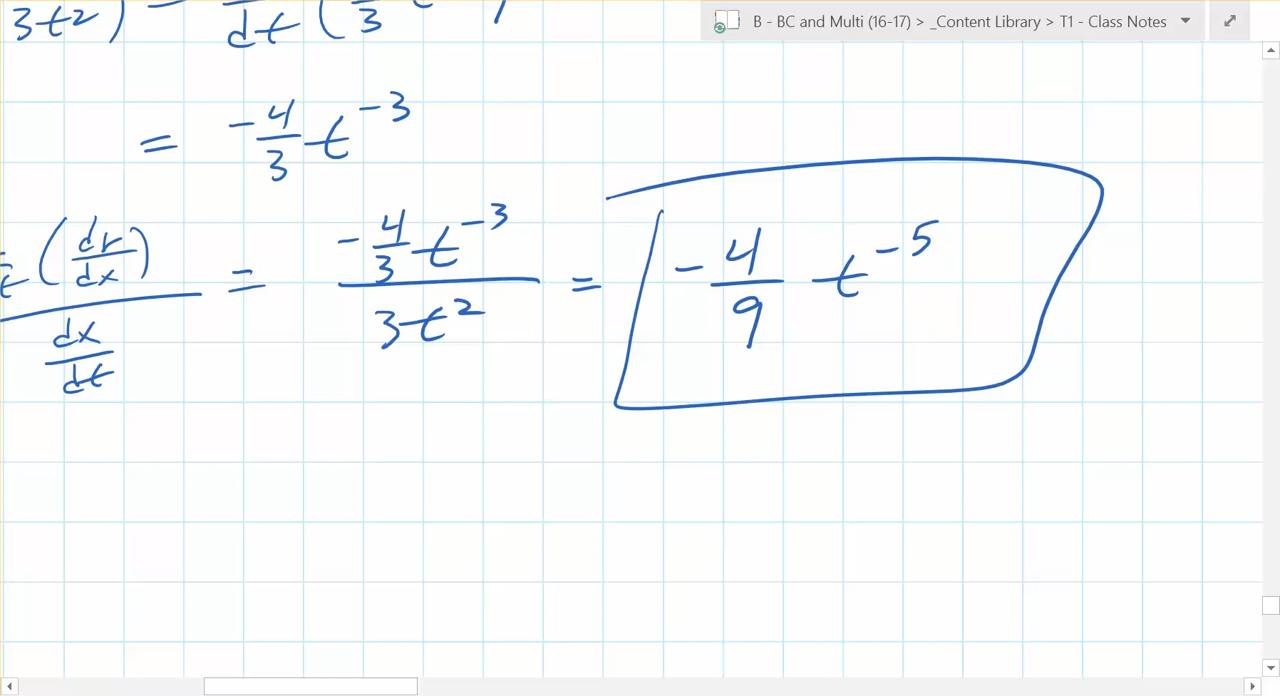 B - BC and Multi (16-17) > _Content Library > T1 - Class Notes
3t²) = dt ( 3
= -4/3 t^-3
(dr/dx) / dx/dt = -4/3 t^-3 / 3t² = -4/9 t^-5